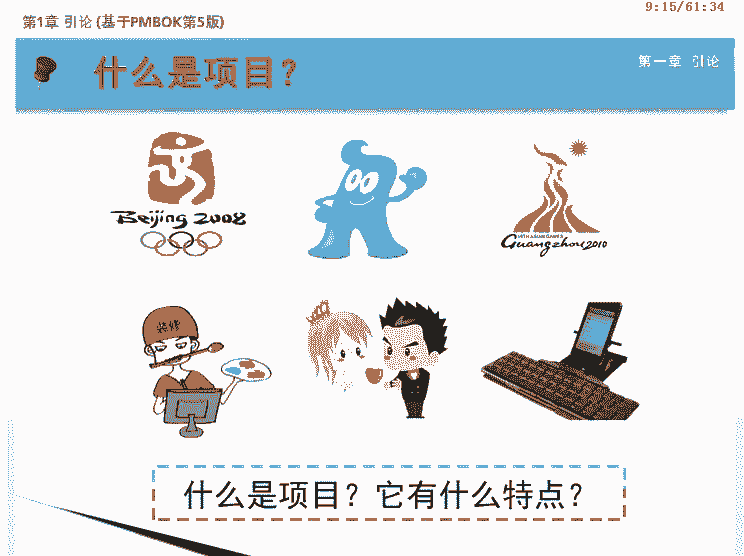 9:15/61:34
第1章 引论 (基于PMBOK第5版)
什么是项目？
第一章 引论
Beijing 2008
16TH ASIAN GAMES
Guangzhou 2010
装修
什么是项目？它有什么特点？